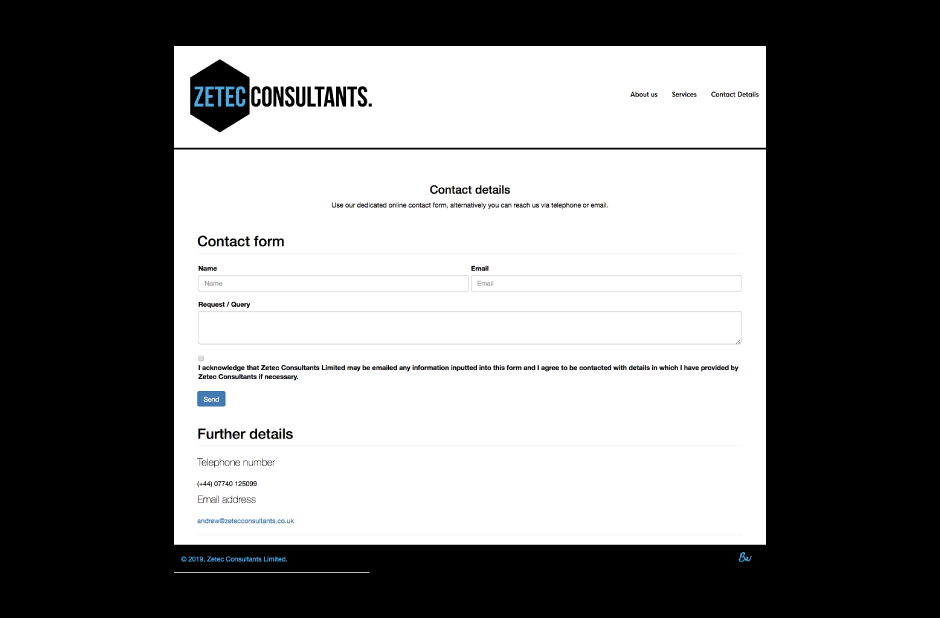 ZETEC CONSULTANTS.
About us Services Contact Details
Contact details
Use our dedicated online contact form, alternatively you can reach us via telephone or email.
Contact form
Name Email
Name Email
Request / Query
I acknowledge that Zetec Consultants Limited may be emailed any information inputted into this form and I agree to be contacted with details in which I have provided by
Zetec Consultants if necessary.
Send
Further details
Telephone number
(+44) 07740 125099
Email address
andrew@zetecconsultants.co.uk
© 2019, Zetec Consultants Limited.